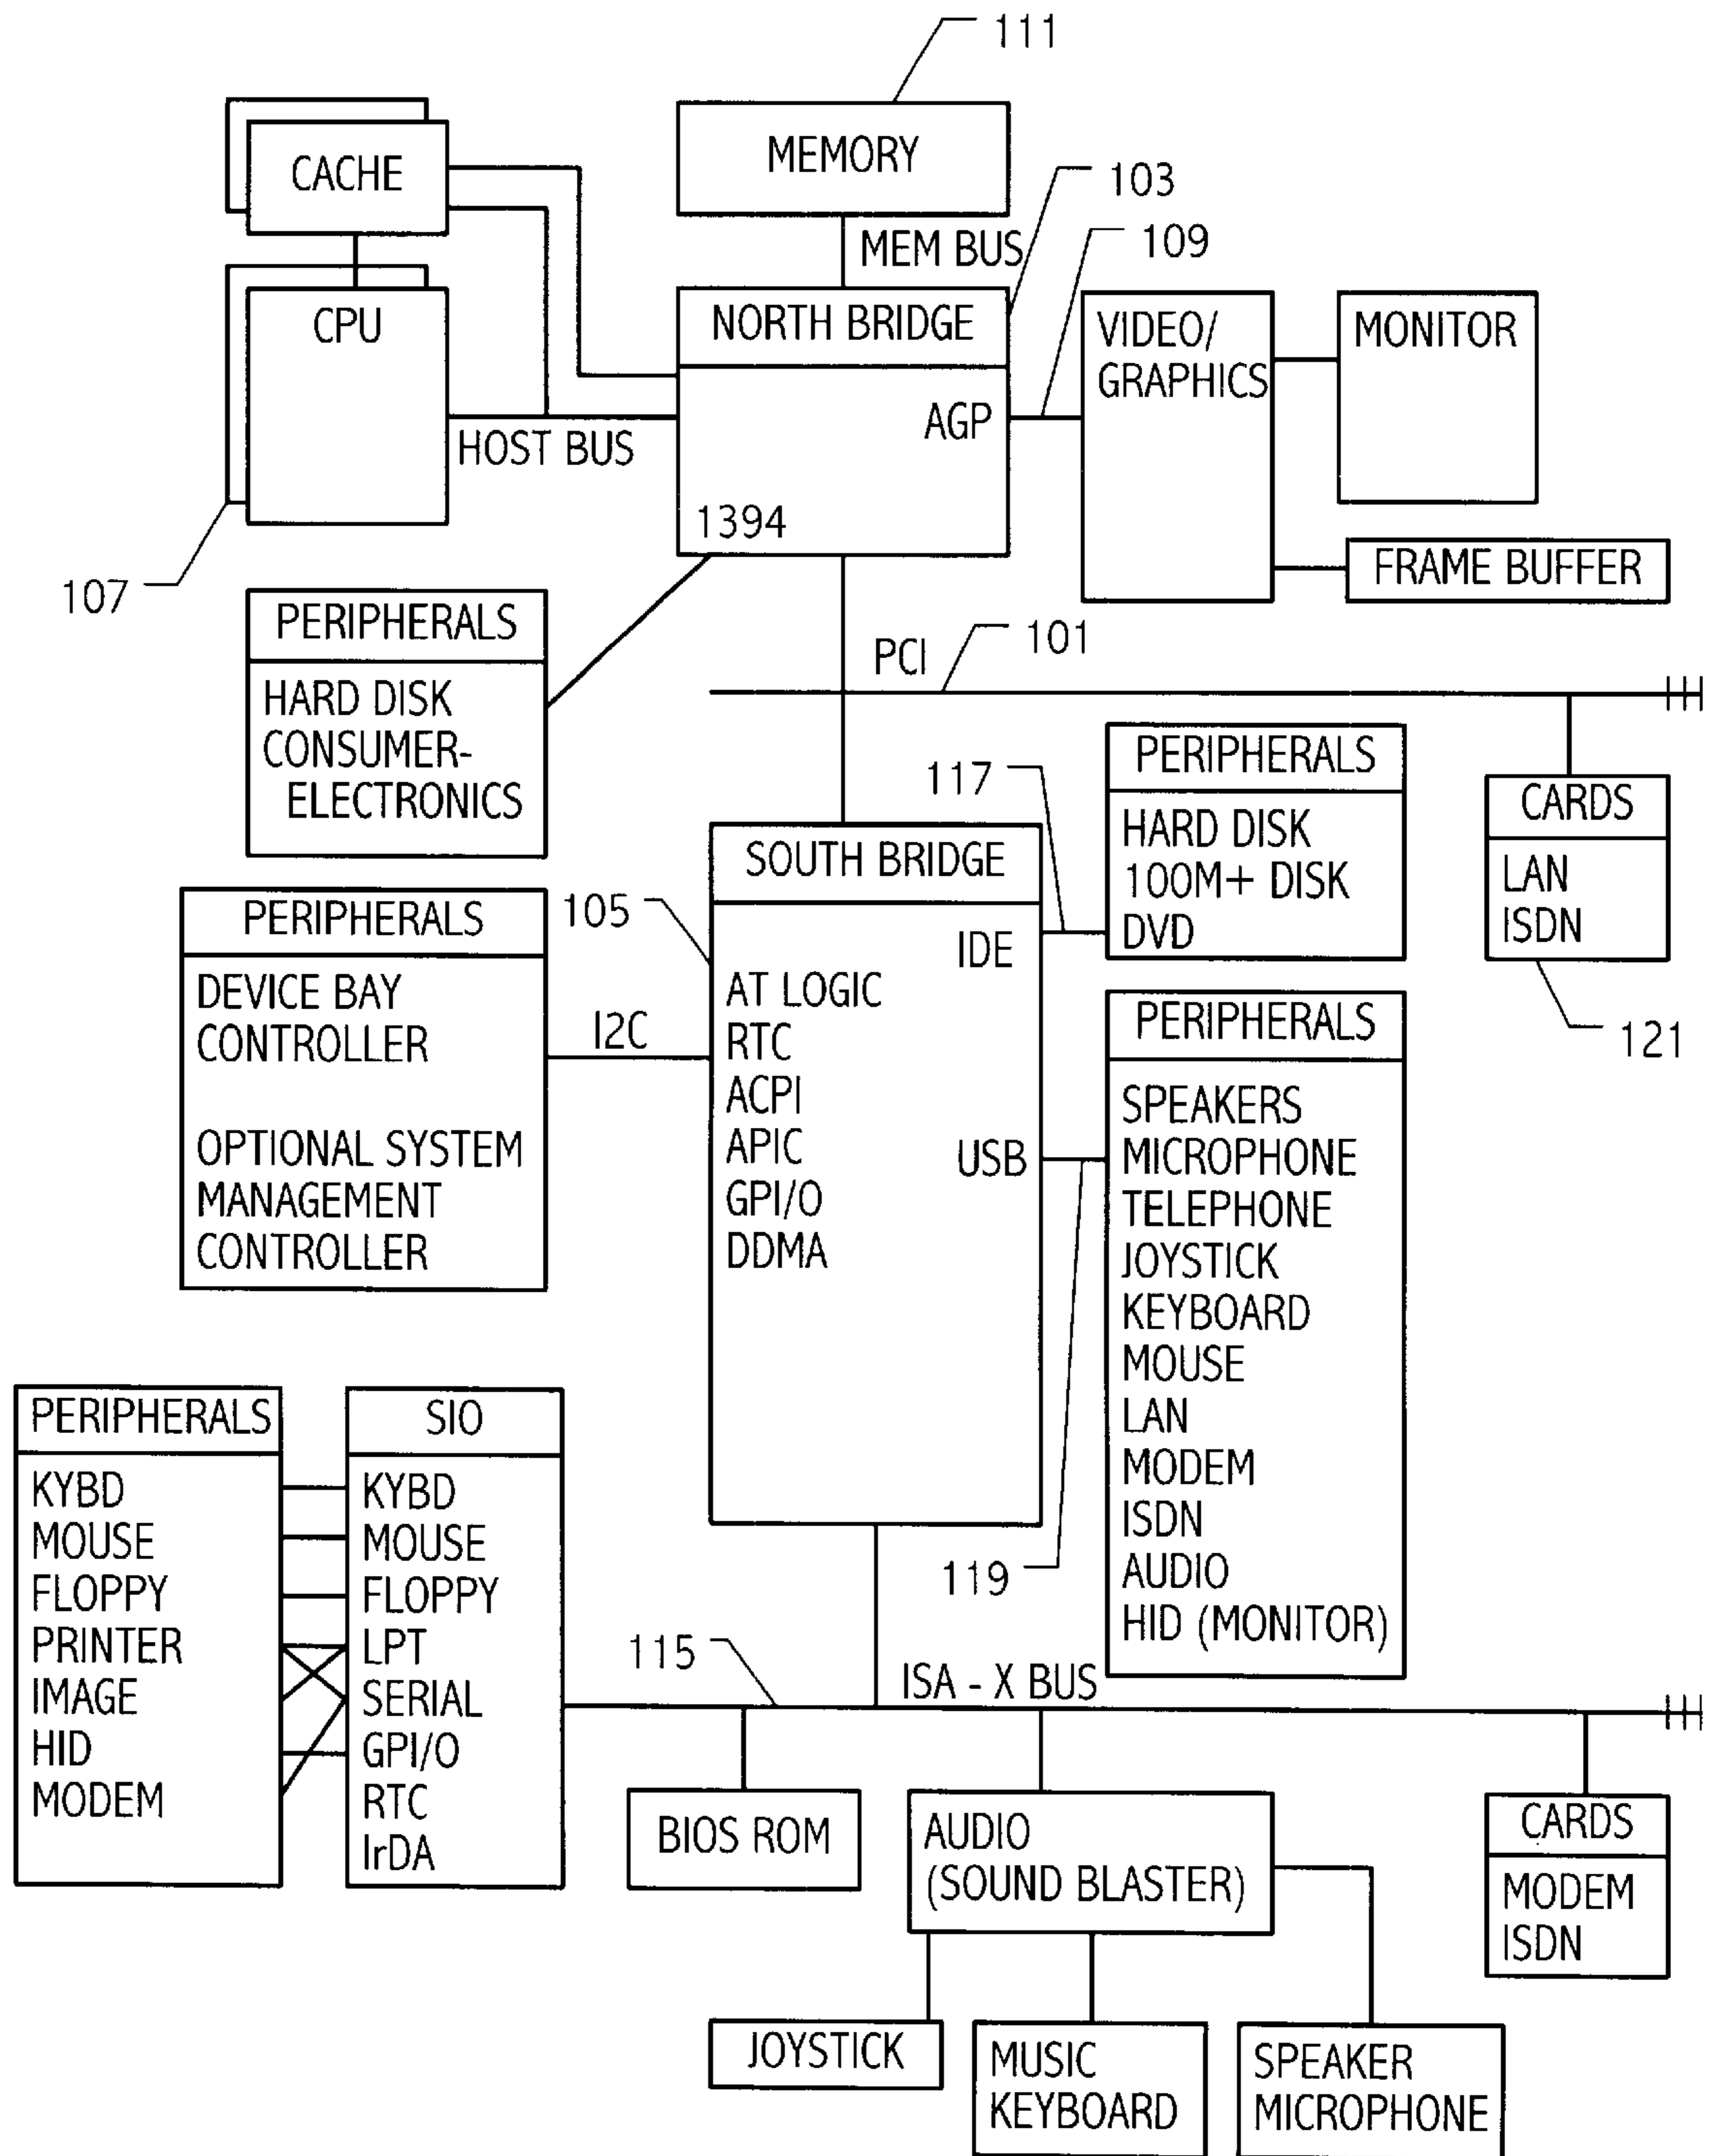 111
MEMORY
CACHE
103
MEM BUS
109
CPU
NORTH BRIDGE
VIDEO/
GRAPHICS
MONITOR
AGP
HOST BUS
1394
FRAME BUFFER
107
PERIPHERALS
HARD DISK
CONSUMER-
ELECTRONICS
PCI
101
117
PERIPHERALS
HARD DISK
100M+ DISK
DVD
CARDS
LAN
ISDN
121
SOUTH BRIDGE
105
IDE
AT LOGIC
RTC
ACPI
APIC
GPI/O
DDMA
USB
PERIPHERALS
DEVICE BAY
CONTROLLER
OPTIONAL SYSTEM
MANAGEMENT
CONTROLLER
I2C
PERIPHERALS
SPEAKERS
MICROPHONE
TELEPHONE
JOYSTICK
KEYBOARD
MOUSE
LAN
MODEM
ISDN
AUDIO
HID (MONITOR)
119
PERIPHERALS
KYBD
MOUSE
FLOPPY
PRINTER
IMAGE
HID
MODEM
SIO
KYBD
MOUSE
FLOPPY
LPT
SERIAL
GPI/O
RTC
IrDA
115
ISA - X BUS
BIOS ROM
AUDIO
(SOUND BLASTER)
CARDS
MODEM
ISDN
JOYSTICK
MUSIC
KEYBOARD
SPEAKER
MICROPHONE